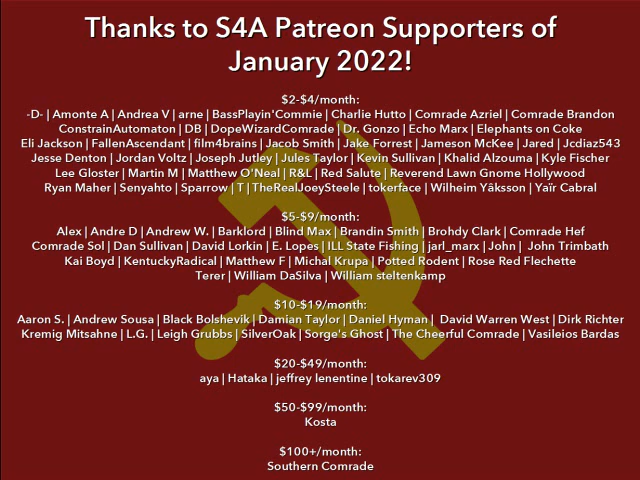 Thanks to S4A Patreon Supporters of
January 2022!
$2-$4/month:
-D- | Amonte A | Andrea V | arne | BassPlayin'Commie | Charlie Hutto | Comrade Azriel | Comrade Brandon
ConstrainAutomaton | DB | DopeWizardComrade | Dr. Gonzo | Echo Marx | Elephants on Coke
Eli Jackson | FallenAscendant | film4brains | Jacob Smith | Jake Forrest | Jameson McKee | Jared | Jcdiaz543
Jesse Denton | Jordan Voltz | Joseph Jutley | Jules Taylor | Kevin Sullivan | Khalid Alzouma | Kyle Fischer
Lee Gloster | Martin M | Matthew O'Neal | R&L | Red Salute | Reverend Lawn Gnome Hollywood
Ryan Maher | Senyahto | Sparrow | T | TheRealJoeySteele | tokerface | Wilheim Yâksson | Yaïr Cabral
$5-$9/month:
Alex | Andre D | Andrew W. | Barklord | Blind Max | Brandin Smith | Brohdy Clark | Comrade Hef
Comrade Sol | Dan Sullivan | David Lorkin | E. Lopes | ILL State Fishing | jarl_marx | John | John Trimbath
Kai Boyd | KentuckyRadical | Matthew F | Michal Krupa | Potted Rodent | Rose Red Flechette
Terer | William DaSilva | William steltenkamp
$10-$19/month:
Aaron S. | Andrew Sousa | Black Bolshevik | Damian Taylor | Daniel Hyman | David Warren West | Dirk Richter
Kremig Mitsahne | L.G. | Leigh Grubbs | SilverOak | Sorge's Ghost | The Cheerful Comrade | Vasileios Bardas
$20-$49/month:
aya | Hataka | jeffrey lenentine | tokarev309
$50-$99/month:
Kosta
$100+/month:
Southern Comrade